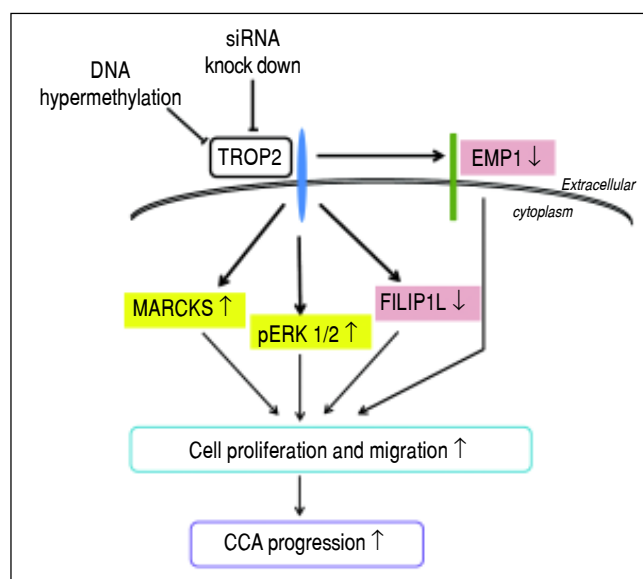 siRNA
knock down
DNA
hypermethylation
TROP2
EMP1 ↓
Extracellular
cytoplasm
MARCKS ↑
FILIP1L ↓
pERK 1/2 ↑
Cell proliferation and migration ↑
CCA progression ↑